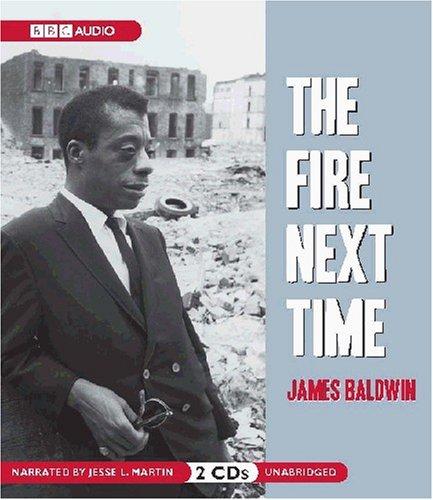 BBC AUDIO
THE
FIRE
NEXT
TIME
JAMES BALDWIN
NARRATED BY JESSE L. MARTIN 2 CDs UNABRIDGED